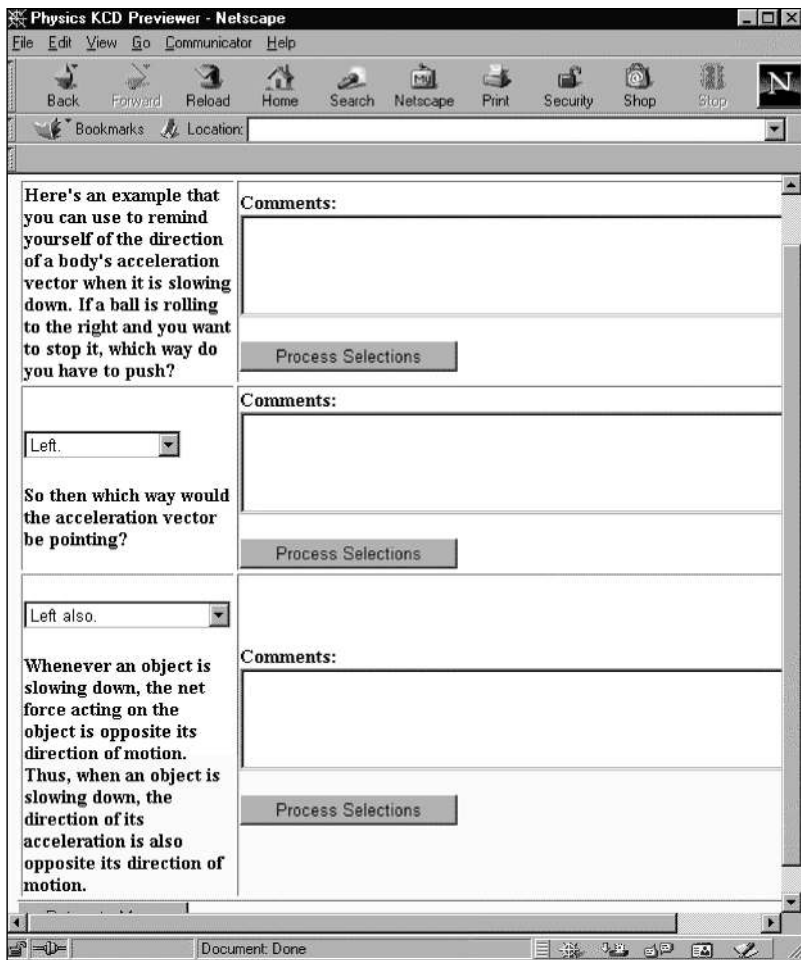 Physics KCD Previewer - Netscape
File Edit View Go Communicator Help
Back Forward Reload Home Search Netscape Print Security Shop Stop
My
N
Bookmarks Location:
Here's an example that
you can use to remind
yourself of the direction
of a body's acceleration
vector when it is slowing
down. If a ball is rolling
to the right and you want
to stop it, which way do
you have to push?
Comments:
Process Selections
Left.
So then which way would
the acceleration vector
be pointing?
Comments:
Process Selections
Left also.
Whenever an object is
slowing down, the net
force acting on the
object is opposite its
direction of motion.
Thus, when an object is
slowing down, the
direction of its
acceleration is also
opposite its direction of
motion.
Comments:
Process Selections
Document: Done